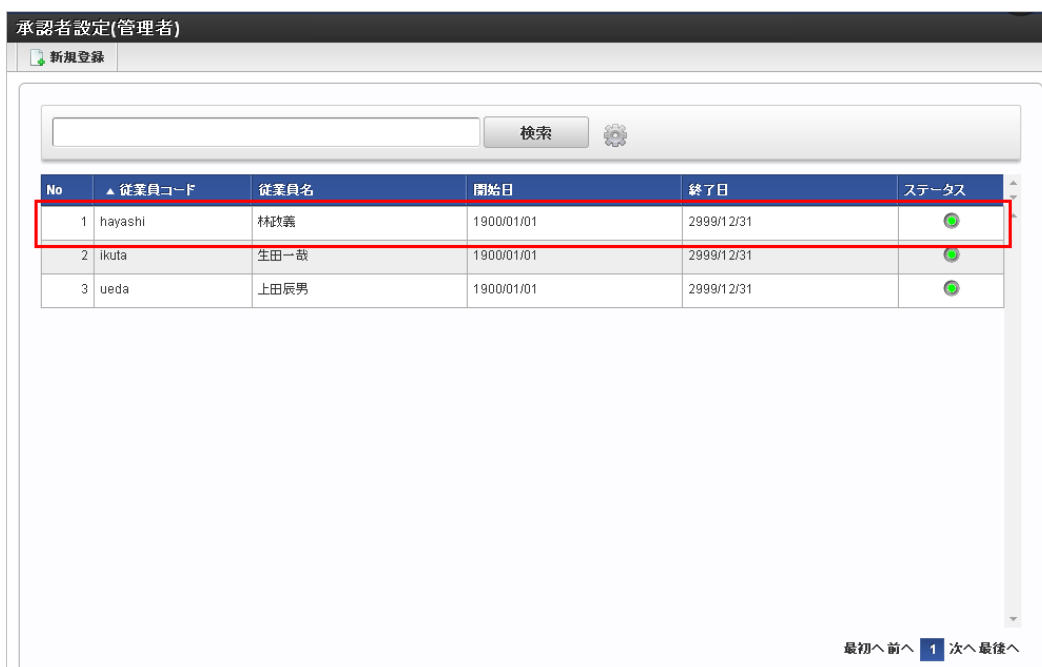 承認者設定(管理者)
新規登録
検索
No ▲ 従業員コード 従業員名 開始日 終了日 ステータス
1 hayashi 林政義 1900/01/01 2999/12/31
2 ikuta 生田一哉 1900/01/01 2999/12/31
3 ueda 上田辰男 1900/01/01 2999/12/31
最初へ 前へ 1 次へ 最後へ